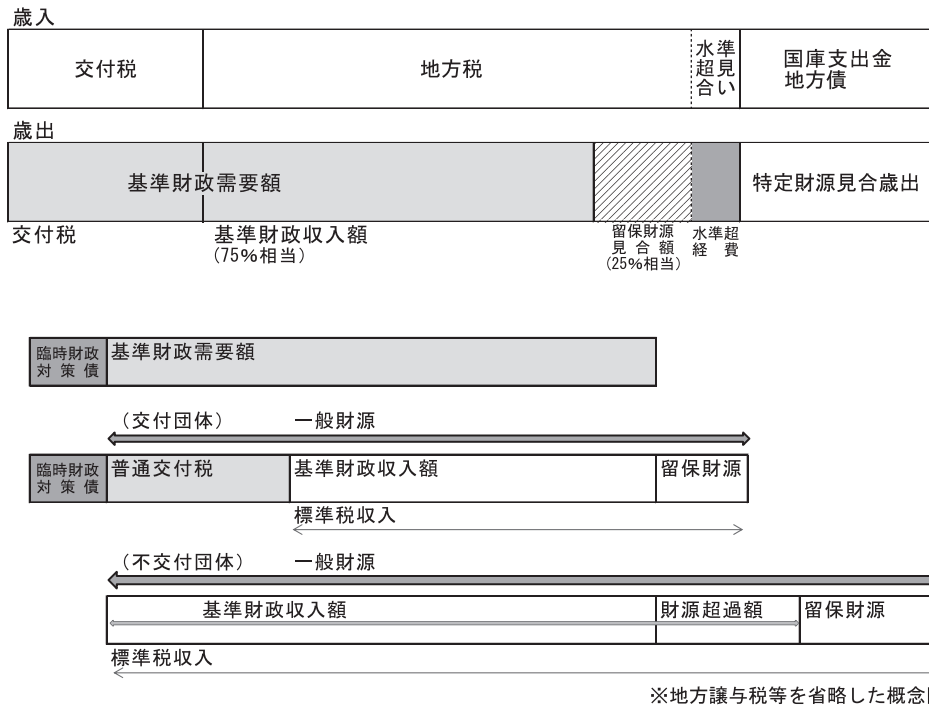 歳入
交付税
地方税
水準
超見
合い
国庫支出金
地方債
歳出
基準財政需要額
特定財源見合歳出
交付税
基準財政収入額
(75%相当)
留保財源
見合額
(25%相当)
水準超
経費
臨時財政
対策債
基準財政需要額
(交付団体)
一般財源
臨時財政
対策債
普通交付税
基準財政収入額
留保財源
標準税収入
(不交付団体)
一般財源
基準財政収入額
財源超過額
留保財源
標準税収入
※地方譲与税等を省略した概念